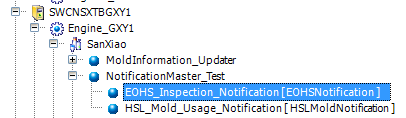 SWCNSXTBGXY1
Engine_GXY1
SanXiao
MoldInformation_Updater
NotificationMaster_Test
EOHS_Inspection_Notification [EOHSNotification]
HSL_Mold_Usage_Notification [HSLMoldNotification]